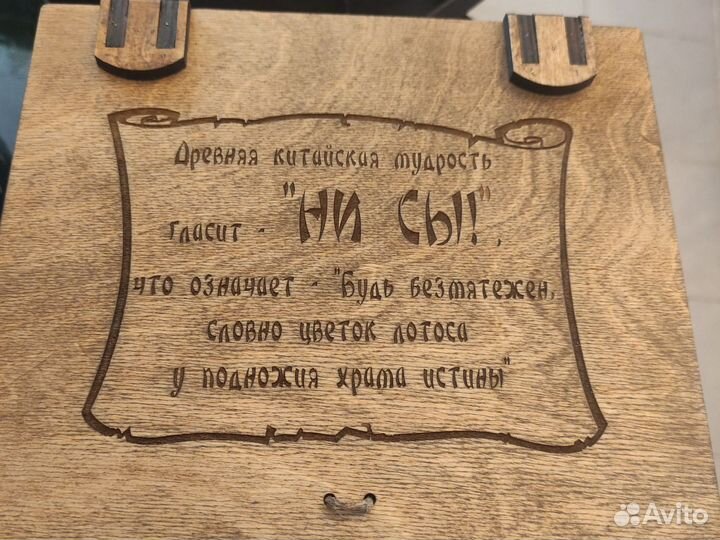 Древняя китайская мудрость
гласит - "НИ СЫ!",
что означает - "Будь безмятежен,
словно цветок лотоса
у подножия храма истины"
Avito